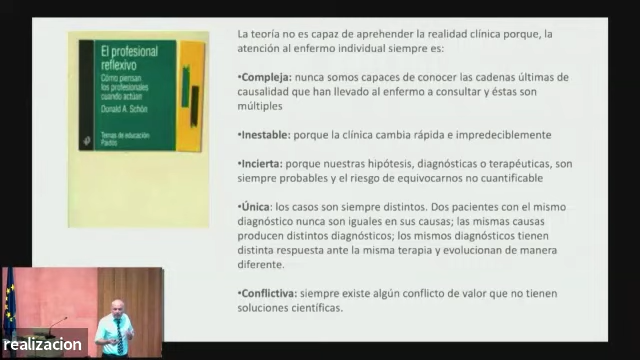 La teoría no es capaz de aprehender la realidad clínica porque, la
atención al enfermo individual siempre es:
•Compleja: nunca somos capaces de conocer las cadenas últimas de
causalidad que han llevado al enfermo a consultar y éstas son
múltiples
•Inestable: porque la clínica cambia rápida e impredeciblemente
•Incierta: porque nuestras hipótesis, diagnósticas o terapéuticas, son
siempre probables y el riesgo de equivocarnos no cuantificable
•Única: los casos son siempre distintos. Dos pacientes con el mismo
diagnóstico nunca son iguales en sus causas; las mismas causas
producen distintos diagnósticos; los mismos diagnósticos tienen
distinta respuesta ante la misma terapia y evolucionan de manera
diferente.
•Conflictiva: siempre existe algún conflicto de valor que no tienen
soluciones científicas.
El profesional
reflexivo
Cómo piensan
los profesionales
cuando actúan
Donald A. Schön
Temas de educación
Paidós
realizacion